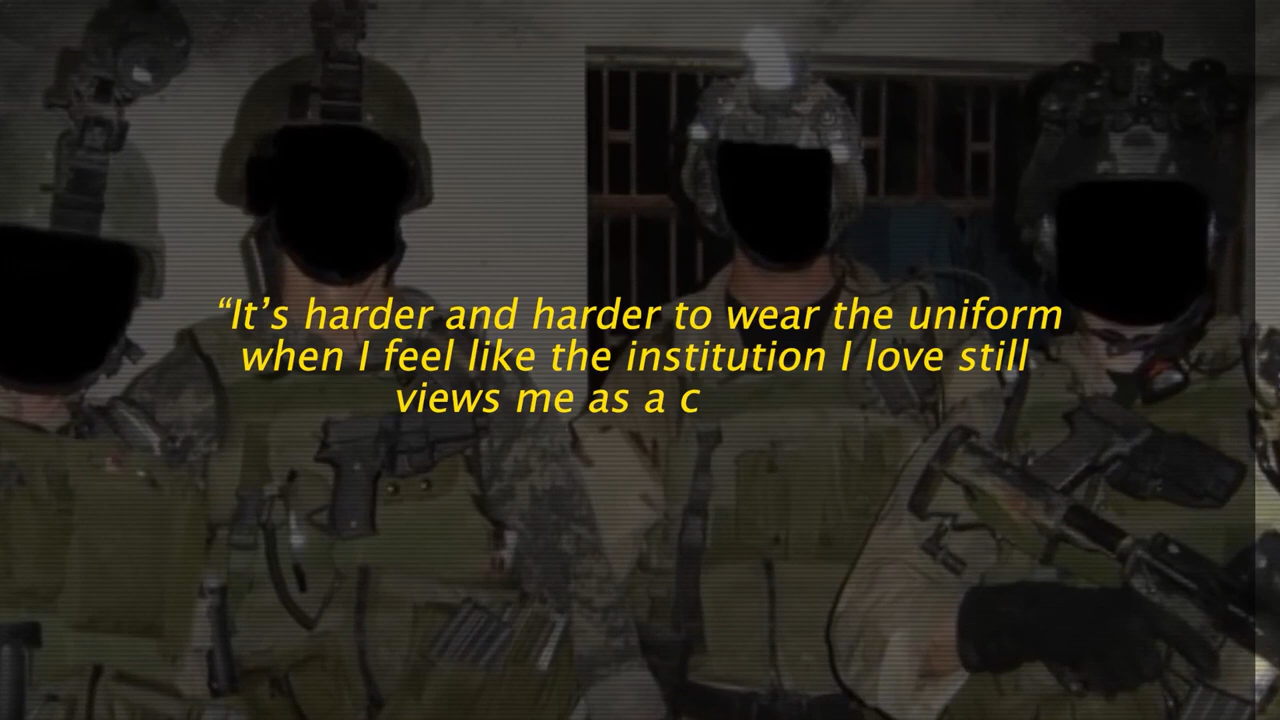 “It’s harder and harder to wear the uniform
when I feel like the institution I love still
views me as a c